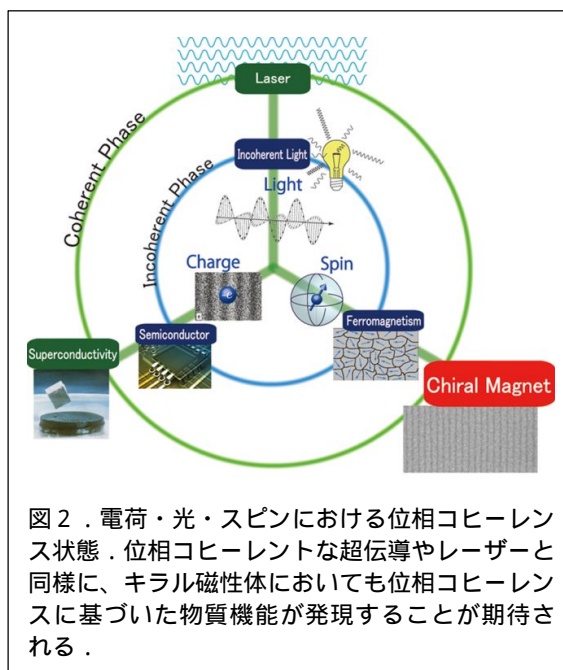 Laser
Coherent Phase
Incoherent Phase
Incoherent Light
Light
Charge
Spin
e
Superconductivity
Semiconductor
Ferromagnetism
Chiral Magnet
図２．電荷・光・スピンにおける位相コヒーレン
ス状態．位相コヒーレントな超伝導やレーザーと
同様に、キラル磁性体においても位相コヒーレン
スに基づいた物質機能が発現することが期待さ
れる．